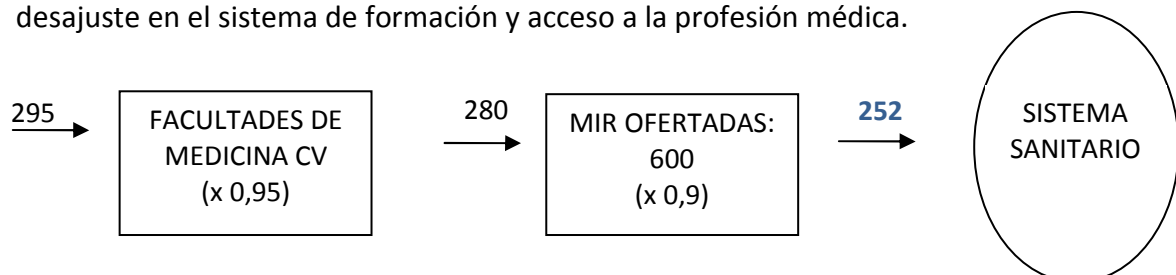 desajuste en el sistema de formación y acceso a la profesión médica.
295
FACULTADES DE
MEDICINA CV
(x 0,95)
280
MIR OFERTADAS:
600
(x 0,9)
252
SISTEMA
SANITARIO